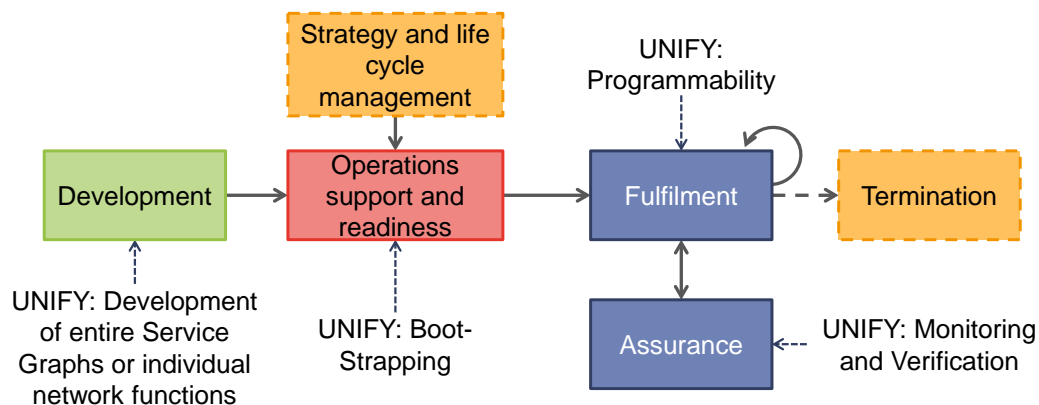 Strategy and life
cycle
management
UNIFY:
Programmability
Development
Operations
support and
readiness
Fulfilment
Termination
UNIFY: Development
of entire Service
Graphs or individual
network functions
UNIFY: Boot-
Strapping
Assurance
UNIFY: Monitoring
and Verification